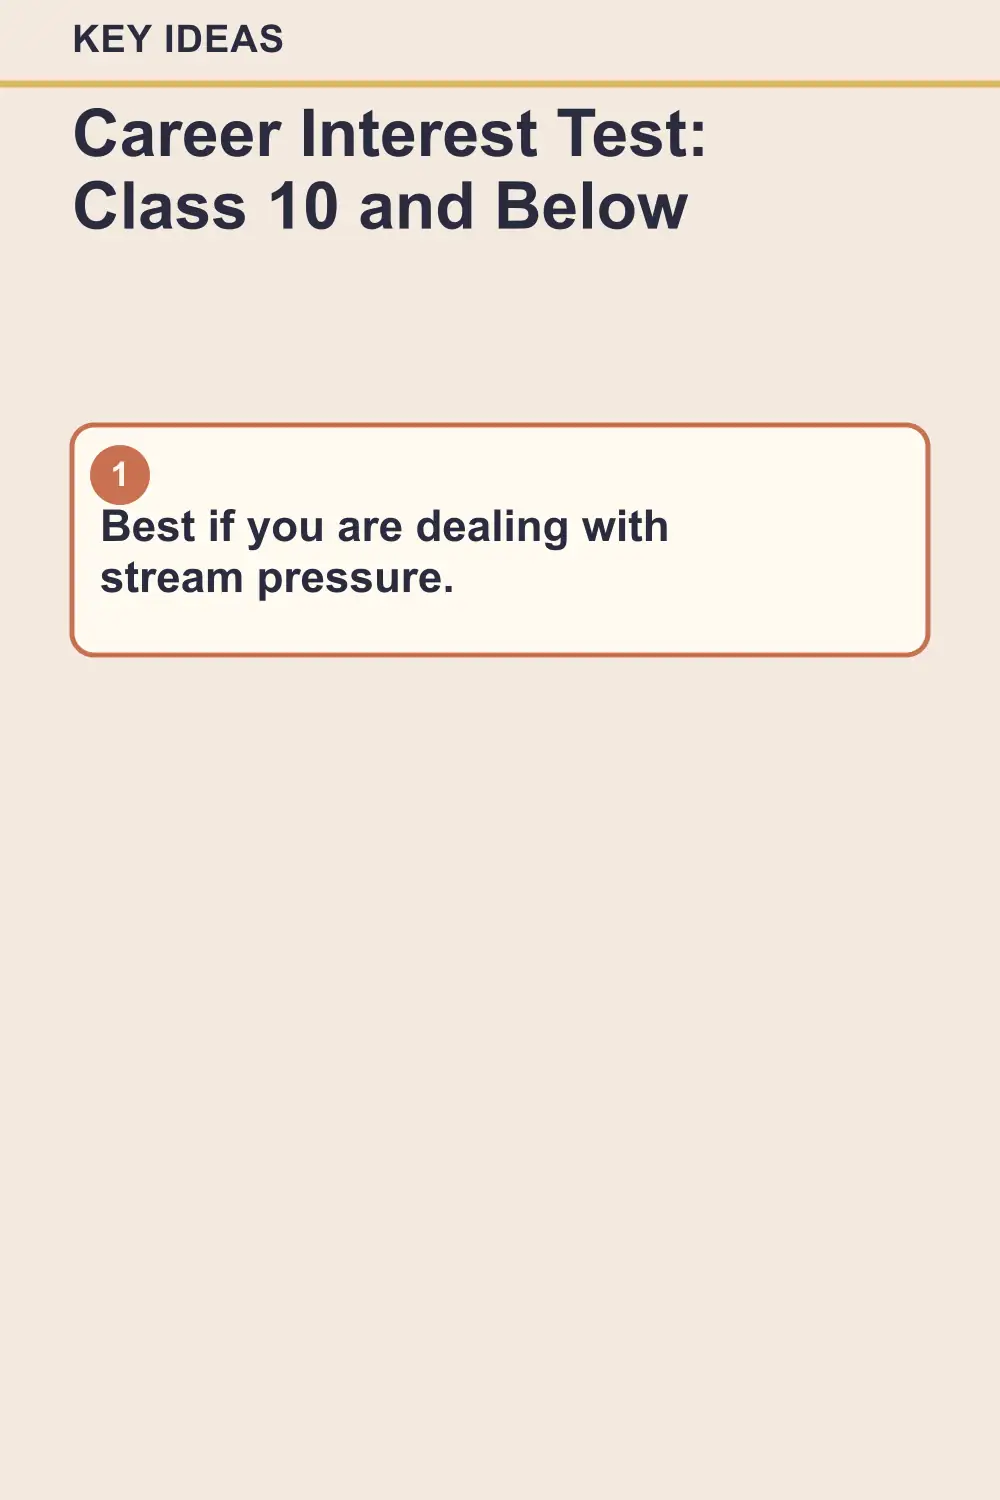 KEY IDEAS
Career Interest Test:
Class 10 and Below
1
Best if you are dealing with
stream pressure.